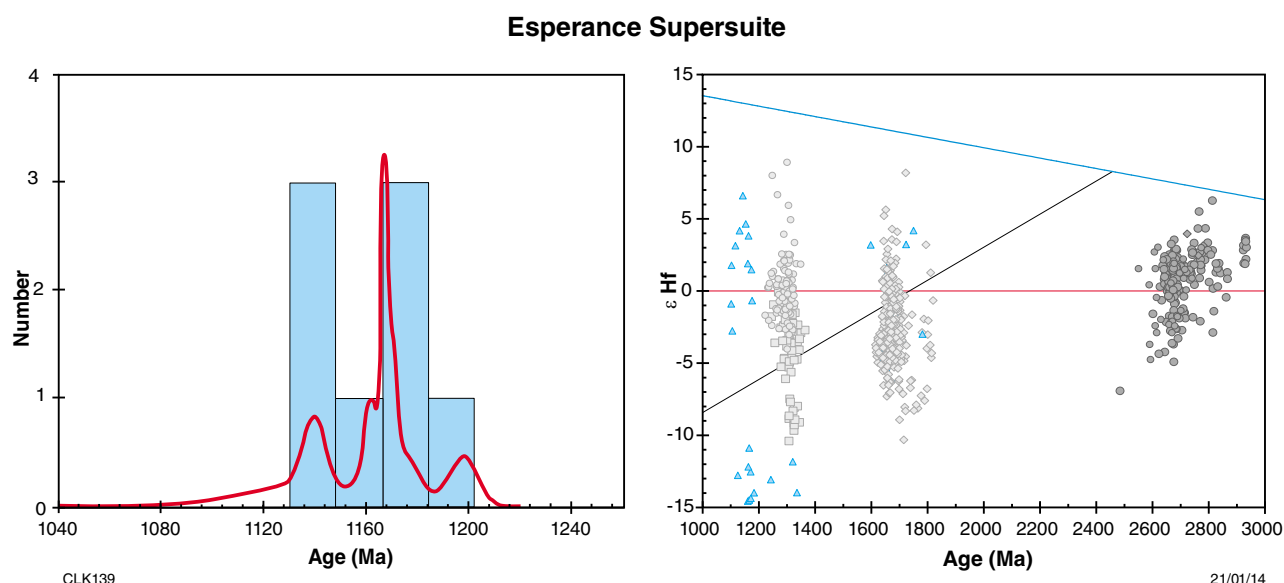 Esperance Supersuite
4
3
2
1
0
Number
1040 1080 1120 1160 1200 1240
Age (Ma)
CLK139
15
10
5
0
-5
-10
-15
ε Hf
1000 1200 1400 1600 1800 2000 2200 2400 2600 2800 3000
Age (Ma)
21/01/14